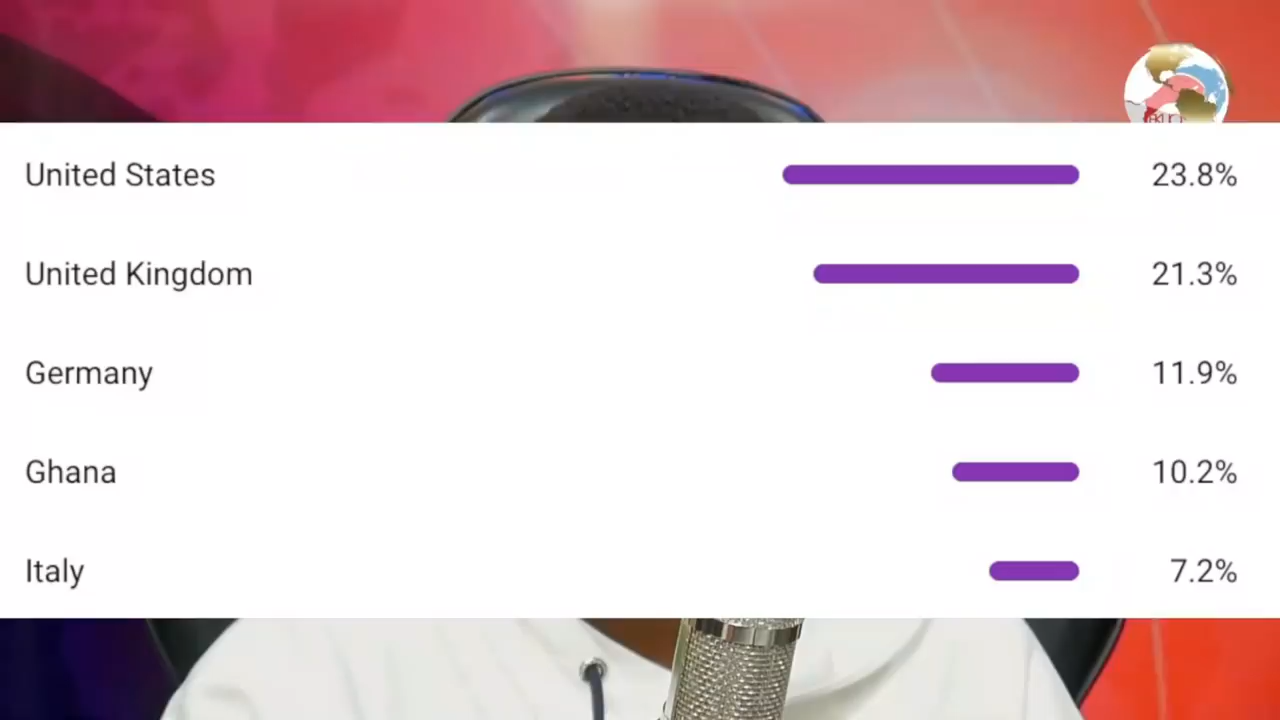 United States 23.8%
United Kingdom 21.3%
Germany 11.9%
Ghana 10.2%
Italy 7.2%